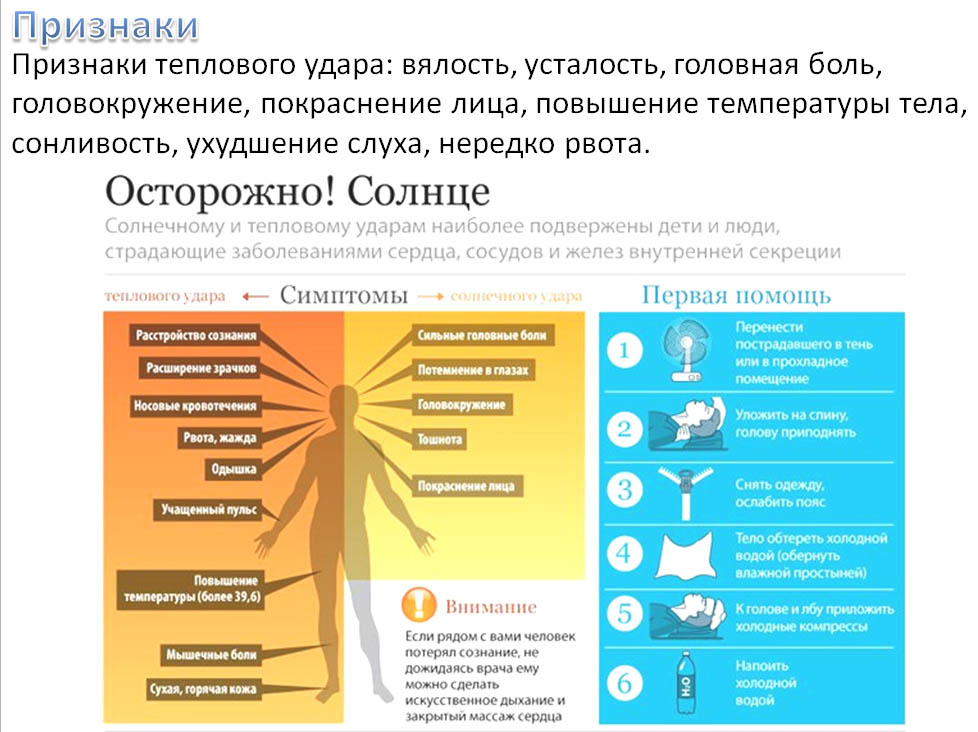 Признаки
Признаки теплового удара: вялость, усталость, головная боль,
головокружение, покраснение лица, повышение температуры тела,
сонливость, ухудшение слуха, нередко рвота.
Осторожно! Солнце
Солнечному и тепловому ударам наиболее подвержены дети и люди,
страдающие заболеваниями сердца, сосудов и желез внутренней секреции
теплового удара
Симптомы
солнечного удара
Расстройство сознания
Расширение зрачков
Носовые кровотечения
Рвота, жажда
Одышка
Учащенный пульс
Повышение
температуры (более 39,6)
Мышечные боли
Сухая, горячая кожа
Сильные головные боли
Потемнение в глазах
Головокружение
Тошнота
Покраснение лица
Внимание
Если рядом с вами человек
потерял сознание, не
дожидаясь врача ему
можно сделать
искусственное дыхание и
закрытый массаж сердца
Первая помощь
1
Перенести
пострадавшего в тень
или в прохладное
помещение
2
Уложить на спину,
голову приподнять
3
Снять одежду,
ослабить пояс
4
Тело обтереть холодной
водой (обернуть
влажной простыней)
5
К голове и лбу приложить
холодные компрессы
6
H₂O
Напоить
холодной
водой